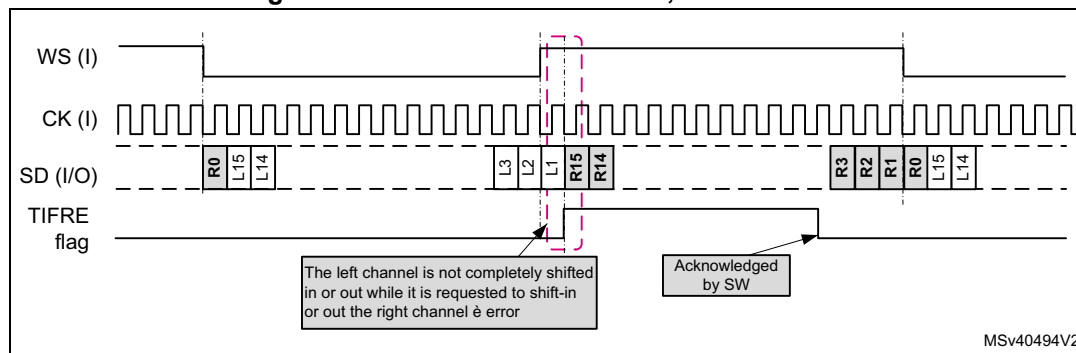 WS (I)
CK (I)
SD (I/O)
R0 L15 L14 L3 L2 L1 R15 R14 R3 R2 R1 R0 L15 L14
TIFRE
flag
The left channel is not completely shifted
in or out while it is requested to shift-in
or out the right channel è error
Acknowledged
by SW
MSv40494V2